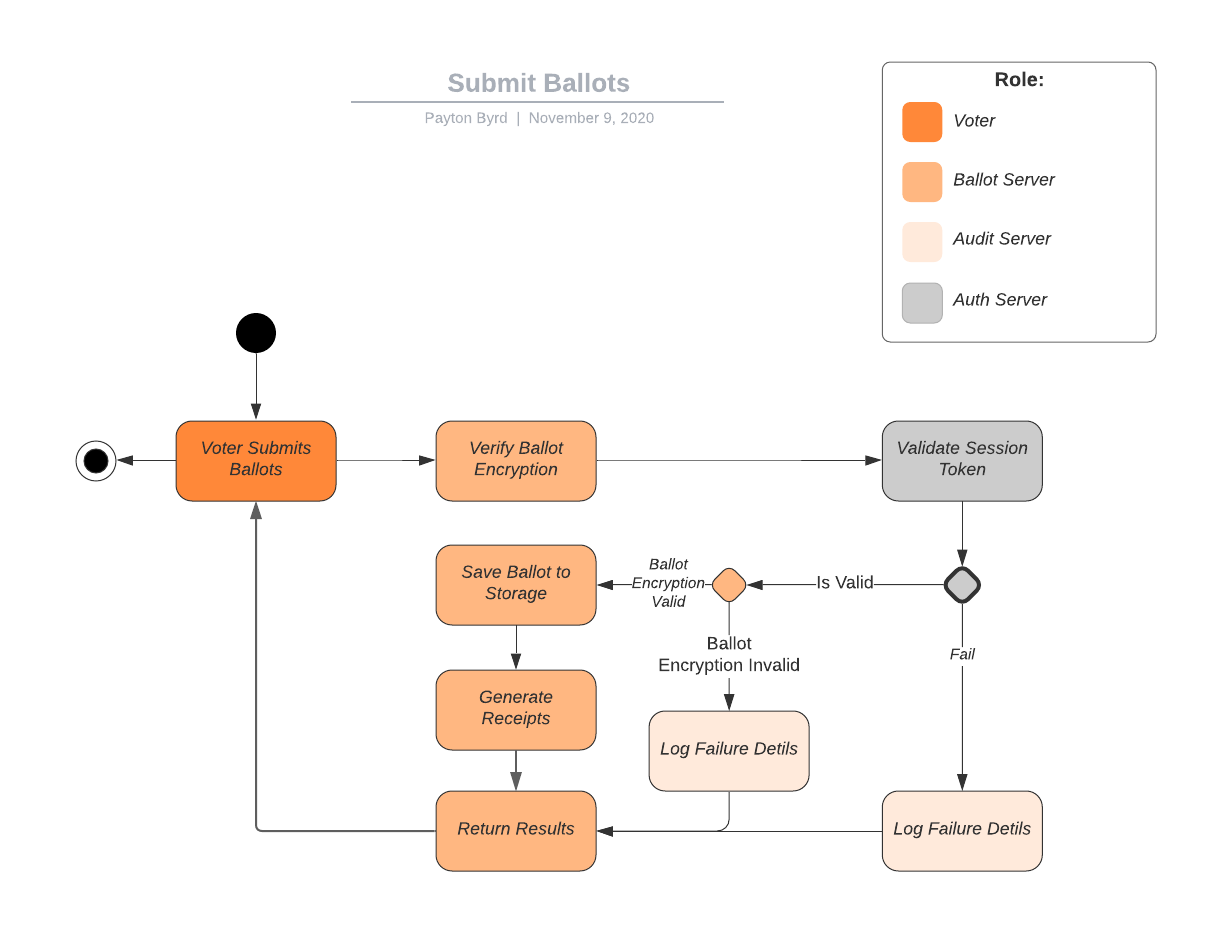 Submit Ballots
Payton Byrd | November 9, 2020
Role:
Voter
Ballot Server
Audit Server
Auth Server
Voter Submits
Ballots
Verify Ballot
Encryption
Validate Session
Token
Save Ballot to
Storage
Ballot
Encryption
Valid
Is Valid
Ballot
Encryption Invalid
Fail
Generate
Receipts
Log Failure Detils
Return Results
Log Failure Detils